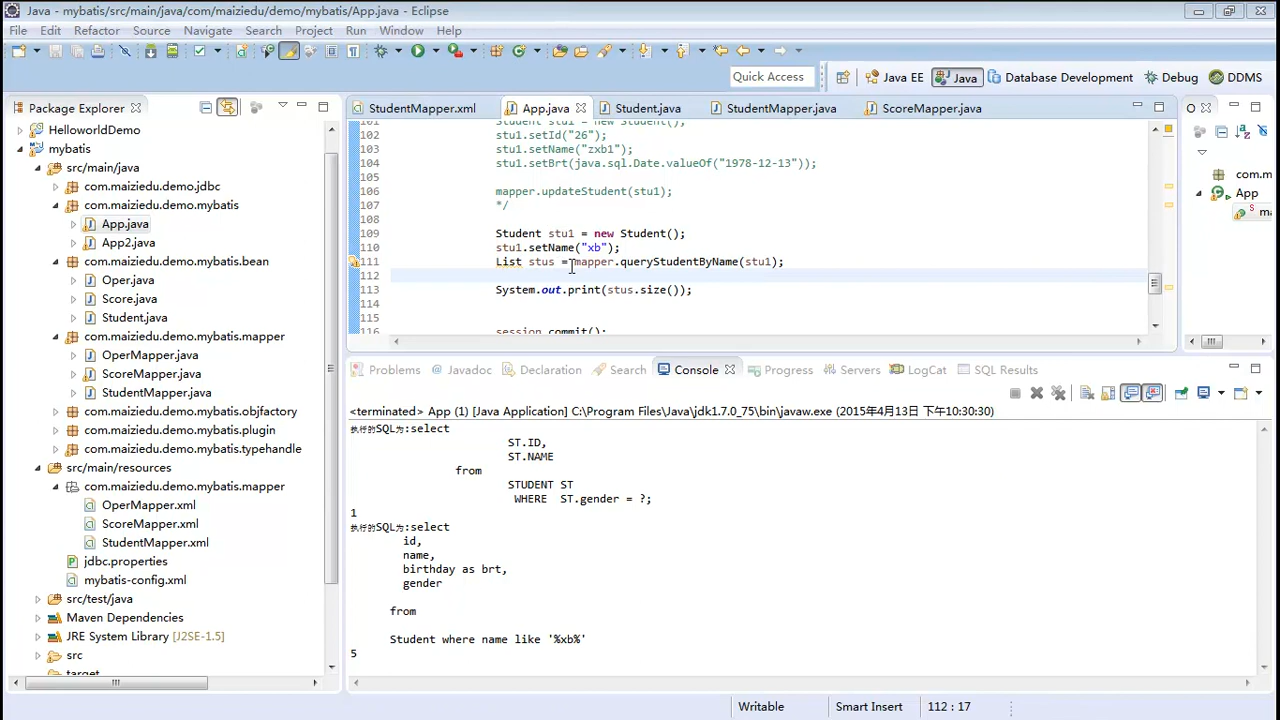 Java - mybatis/src/main/java/com/maiziedu/demo/mybatis/App.java - Eclipse
File Edit Refactor Source Navigate Search Project Run Window Help
Quick Access
Java EE Java Database Development Debug DDMS
Package Explorer
HelloworldDemo
mybatis
src/main/java
com.maiziedu.demo.jdbc
com.maiziedu.demo.mybatis
App.java
App2.java
com.maiziedu.demo.mybatis.bean
Oper.java
Score.java
Student.java
com.maiziedu.demo.mybatis.mapper
OperMapper.java
ScoreMapper.java
StudentMapper.java
com.maiziedu.demo.mybatis.objfactory
com.maiziedu.demo.mybatis.plugin
com.maiziedu.demo.mybatis.typehandle
src/main/resources
com.maiziedu.demo.mybatis.mapper
OperMapper.xml
ScoreMapper.xml
StudentMapper.xml
jdbc.properties
mybatis-config.xml
src/test/java
Maven Dependencies
JRE System Library [J2SE-1.5]
src
target
StudentMapper.xml App.java Student.java StudentMapper.java ScoreMapper.java
101 Student stu1 = new Student();
102 stu1.setId("26");
103 stu1.setName("zxb1");
104 stu1.setBrt(java.sql.Date.valueOf("1978-12-13"));
105
106 mapper.updateStudent(stu1);
107 */
108
109 Student stu1 = new Student();
110 stu1.setName("xb");
111 List stus = mapper.queryStudentByName(stu1);
112
113 System.out.print(stus.size());
114
115
116 session.commit();
O
com.m
App
ma
Problems Javadoc Declaration Search Console Progress Servers LogCat SQL Results
<terminated> App (1) [Java Application] C:\Program Files\Java\jdk1.7.0_75\bin\javaw.exe (2015年4月13日 下午10:30:30)
执行的SQL为:select
ST.ID,
ST.NAME
from
STUDENT ST
WHERE ST.gender = ?;
1
执行的SQL为:select
id,
name,
birthday as brt,
gender
from
Student where name like '%xb%'
5
Writable Smart Insert 112 : 17